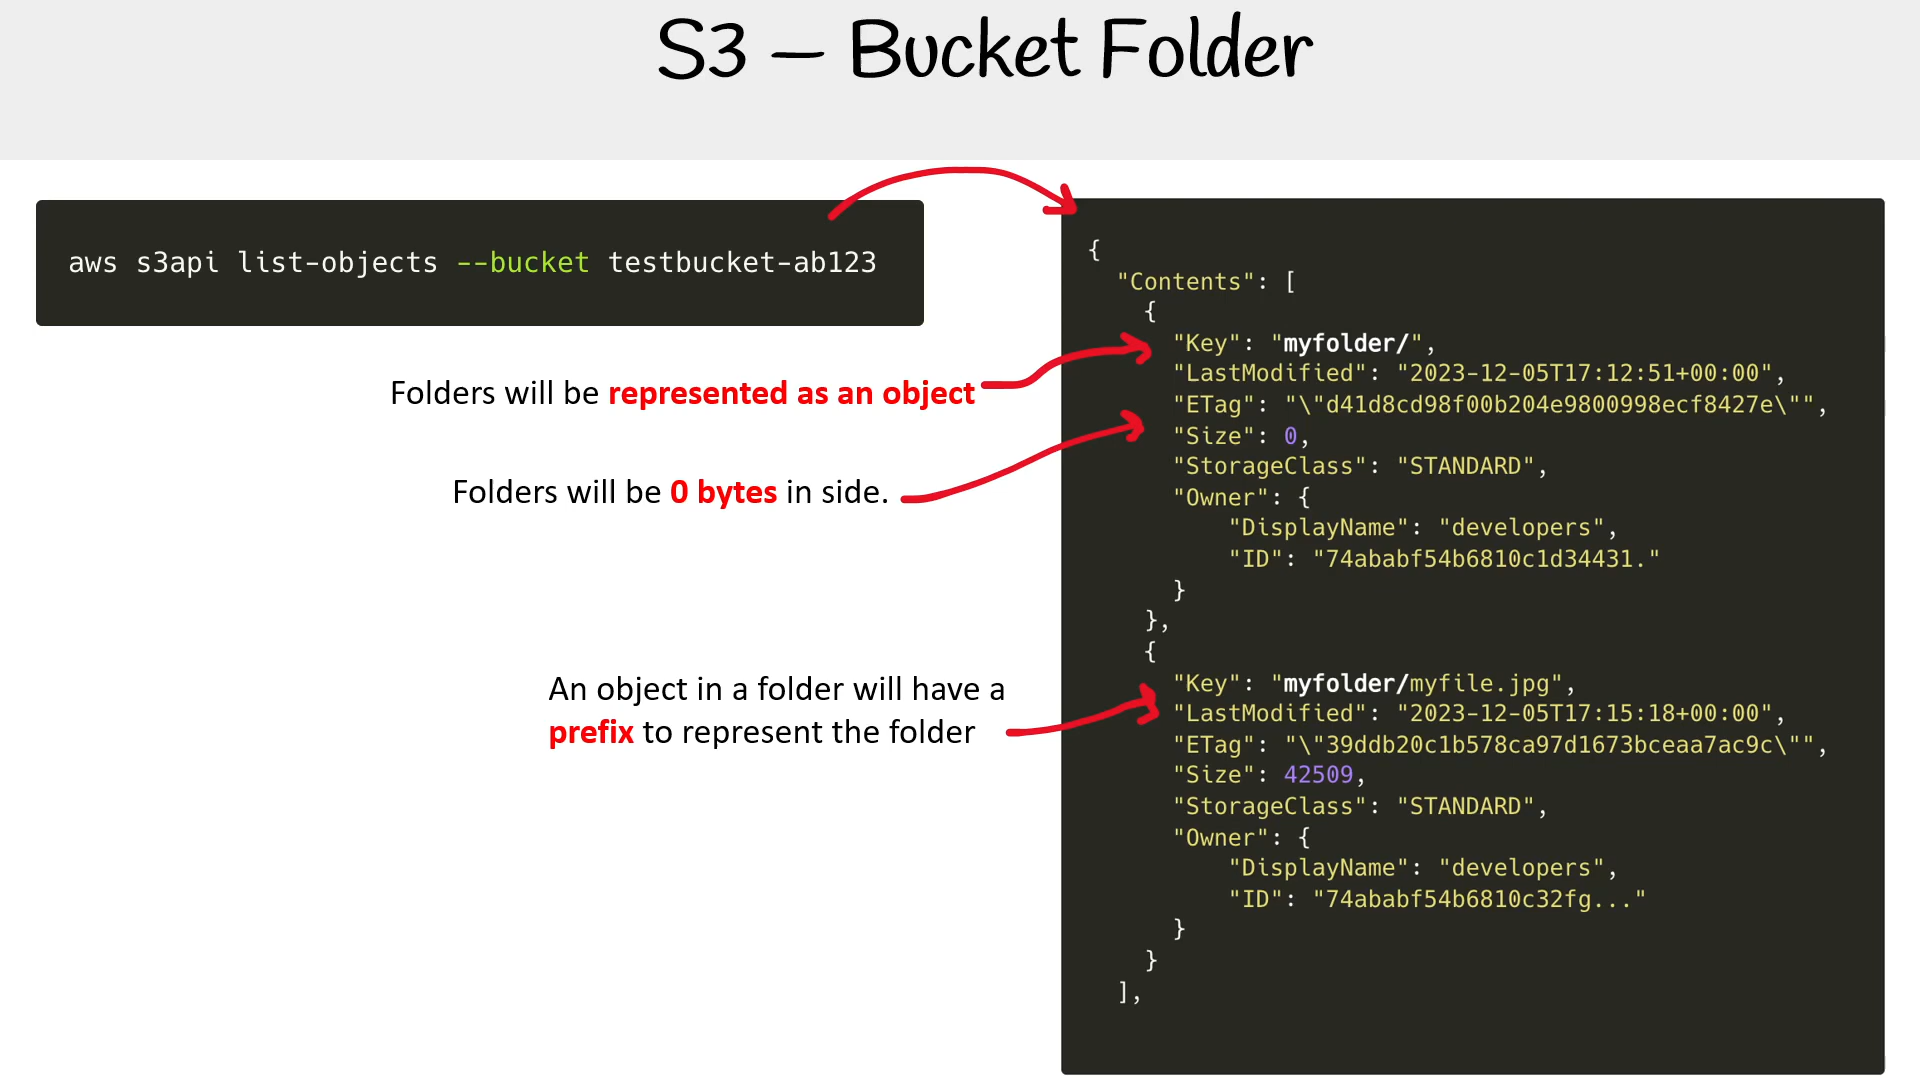 S3 – Bucket Folder
aws s3api list-objects --bucket testbucket-ab123
Folders will be represented as an object
Folders will be 0 bytes in side.
An object in a folder will have a
prefix to represent the folder
{
"Contents": [
{
"Key": "myfolder/",
"LastModified": "2023-12-05T17:12:51+00:00",
"ETag": "\"d41d8cd98f00b204e9800998ecf8427e\"",
"Size": 0,
"StorageClass": "STANDARD",
"Owner": {
"DisplayName": "developers",
"ID": "74ababf54b6810c1d34431."
}
},
{
"Key": "myfolder/myfile.jpg",
"LastModified": "2023-12-05T17:15:18+00:00",
"ETag": "\"39ddb20c1b578ca97d1673bceaa7ac9c\"",
"Size": 42509,
"StorageClass": "STANDARD",
"Owner": {
"DisplayName": "developers",
"ID": "74ababf54b6810c32fg..."
}
}
],